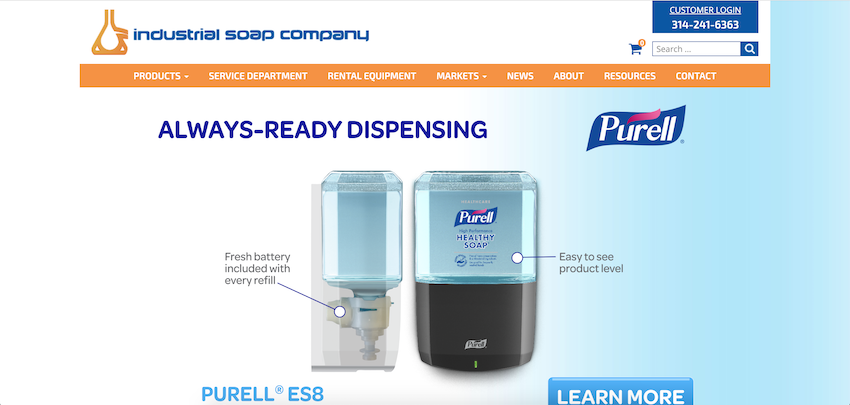 CUSTOMER LOGIN
314-241-6363
industrial soap company
0
Search ...
PRODUCTS SERVICE DEPARTMENT RENTAL EQUIPMENT MARKETS NEWS ABOUT RESOURCES CONTACT
ALWAYS-READY DISPENSING
Purell®
HEALTHCARE
Purell
High Performance
HEALTHY
SOAP
Fresh battery
included with
every refill
Easy to see
product level
Purell
PURELL® ES8
LEARN MORE